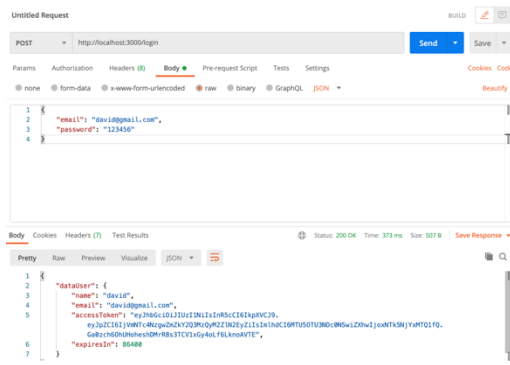 Untitled Request
BUILD
POST http://localhost:3000/login Send Save
Params Authorization Headers (8) Body Pre-request Script Tests Settings Cookies Code
none form-data x-www-form-urlencoded raw binary GraphQL JSON Beautify
1 {
2 "email": "david@gmail.com",
3 "password": "123456"
4 }
Body Cookies Headers (7) Test Results Status: 200 OK Time: 373 ms Size: 507 B Save Response
Pretty Raw Preview Visualize JSON
1 {
2 "dataUser": {
3 "name": "david",
4 "email": "david@gmail.com",
5 "accessToken":
6 "expiresIn": 86400
7 }